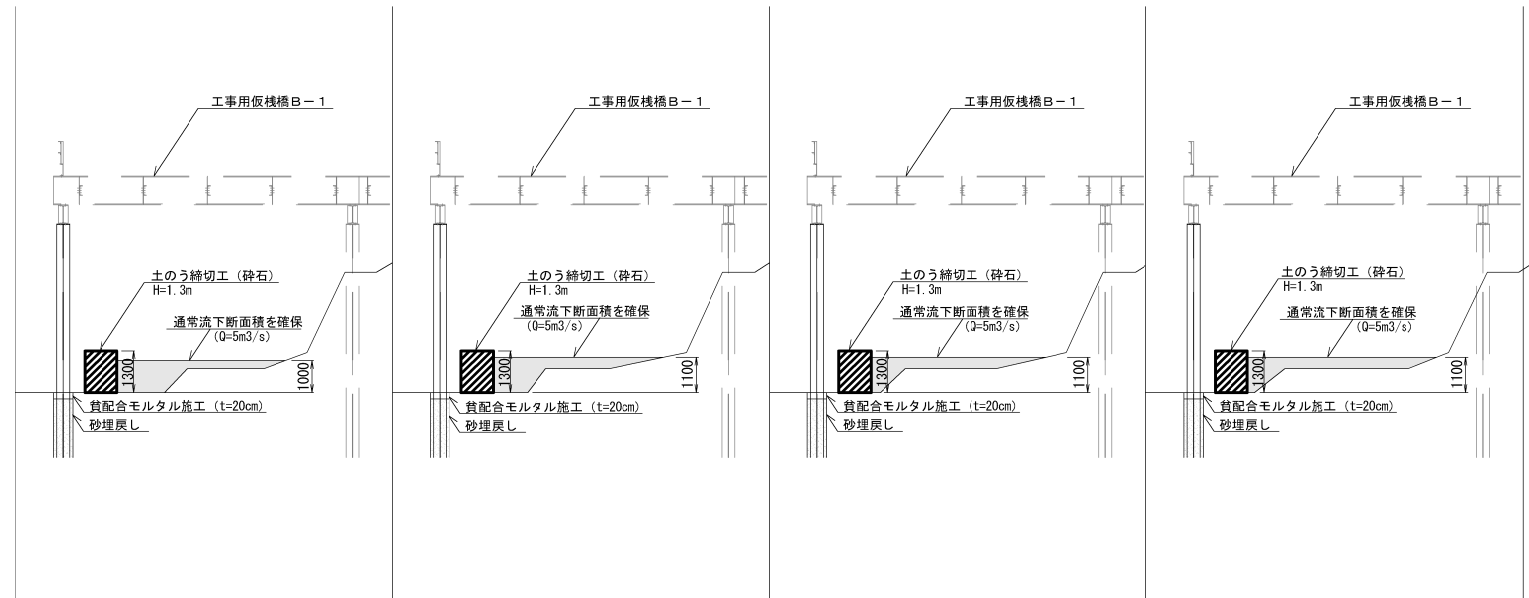 工事用仮桟橋B－1
土のう締切工（砕石）
H=1.3m
通常流下断面積を確保
(Q=5m3/s)
1300
1000
貧配合モルタル施工（t=20cm）
砂埋戻し
工事用仮桟橋B－1
土のう締切工（砕石）
H=1.3m
通常流下断面積を確保
(Q=5m3/s)
1300
1100
貧配合モルタル施工（t=20cm）
砂埋戻し
工事用仮桟橋B－1
土のう締切工（砕石）
H=1.3m
通常流下断面積を確保
(Q=5m3/s)
1300
1100
貧配合モルタル施工（t=20cm）
砂埋戻し
工事用仮桟橋B－1
土のう締切工（砕石）
H=1.3m
通常流下断面積を確保
(Q=5m3/s)
1300
1100
貧配合モルタル施工（t=20cm）
砂埋戻し